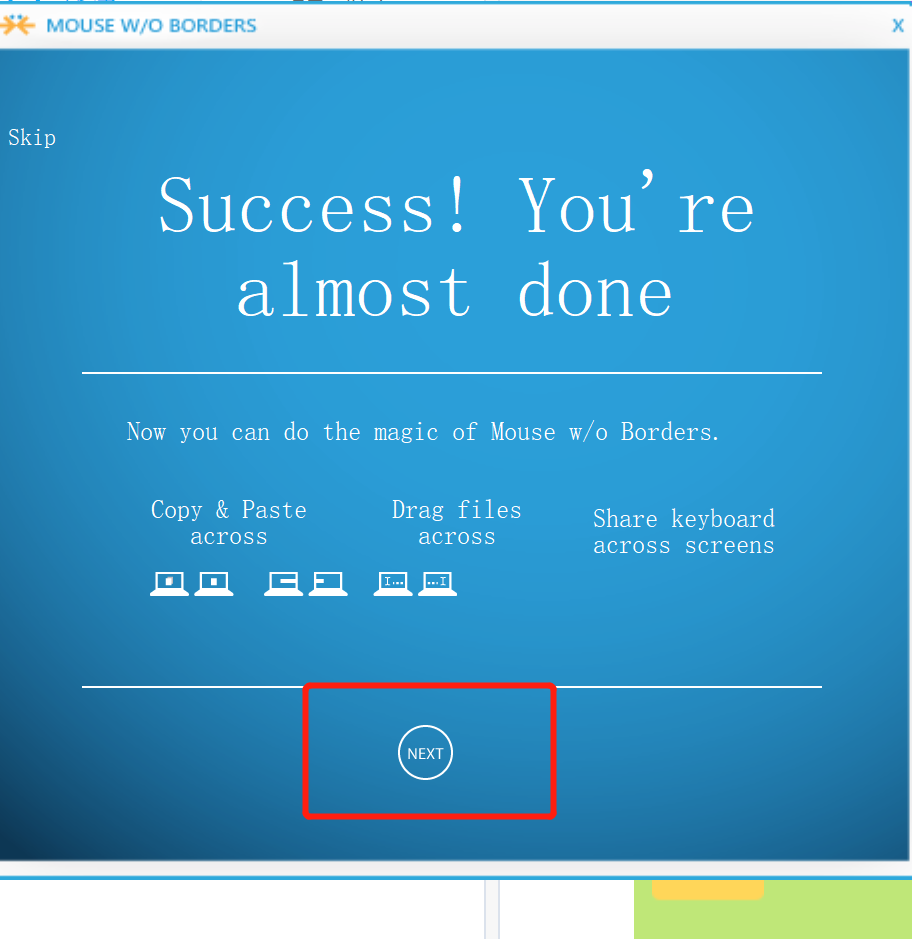 MOUSE W/O BORDERS
X
Skip
Success! You're
almost done
Now you can do the magic of Mouse w/o Borders.
Copy & Paste
across
Drag files
across
Share keyboard
across screens
NEXT